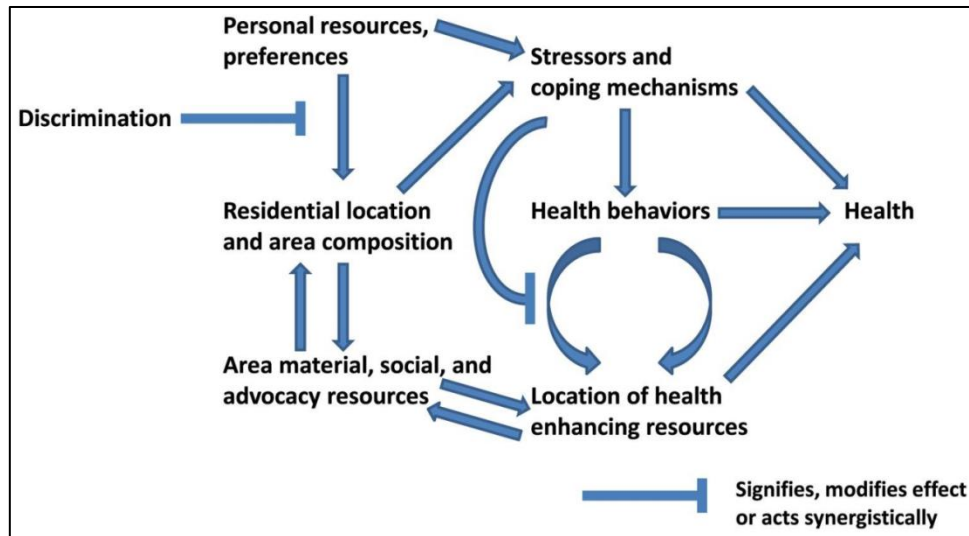 Personal resources,
preferences
Stressors and
coping mechanisms
Discrimination
Residential location
and area composition
Health behaviors
Health
Area material, social, and
advocacy resources
Location of health
enhancing resources
Signifies, modifies effect
or acts synergistically